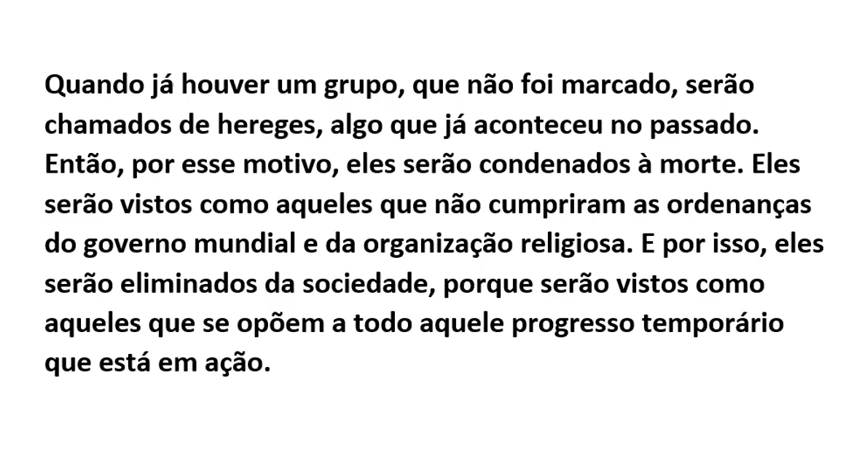 Quando já houver um grupo, que não foi marcado, serão
chamados de hereges, algo que já aconteceu no passado.
Então, por esse motivo, eles serão condenados à morte. Eles
serão vistos como aqueles que não cumpriram as ordenanças
do governo mundial e da organização religiosa. E por isso, eles
serão eliminados da sociedade, porque serão vistos como
aqueles que se opõem a todo aquele progresso temporário
que está em ação.